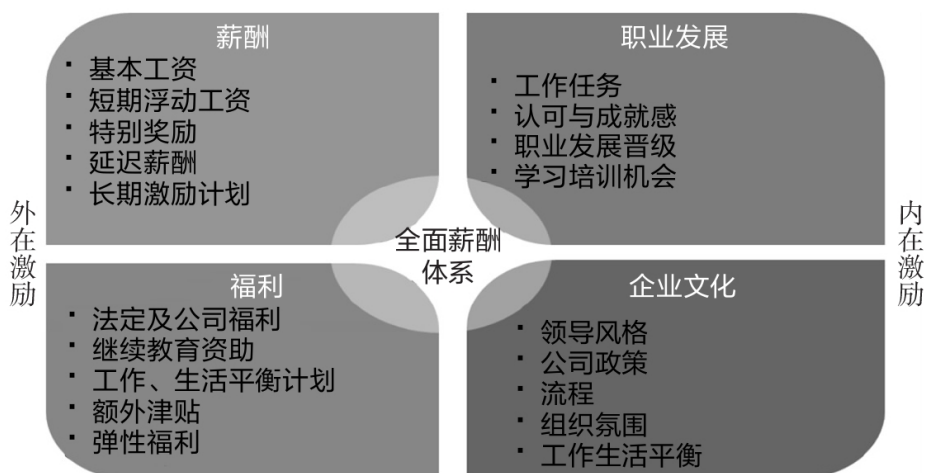 薪酬
· 基本工资
· 短期浮动工资
· 特别奖励
· 延迟薪酬
· 长期激励计划
职业发展
· 工作任务
· 认可与成就感
· 职业发展晋级
· 学习培训机会
外在激励
全面薪酬
体系
内在激励
福利
· 法定及公司福利
· 继续教育资助
· 工作、生活平衡计划
· 额外津贴
· 弹性福利
企业文化
· 领导风格
· 公司政策
· 流程
· 组织氛围
· 工作生活平衡